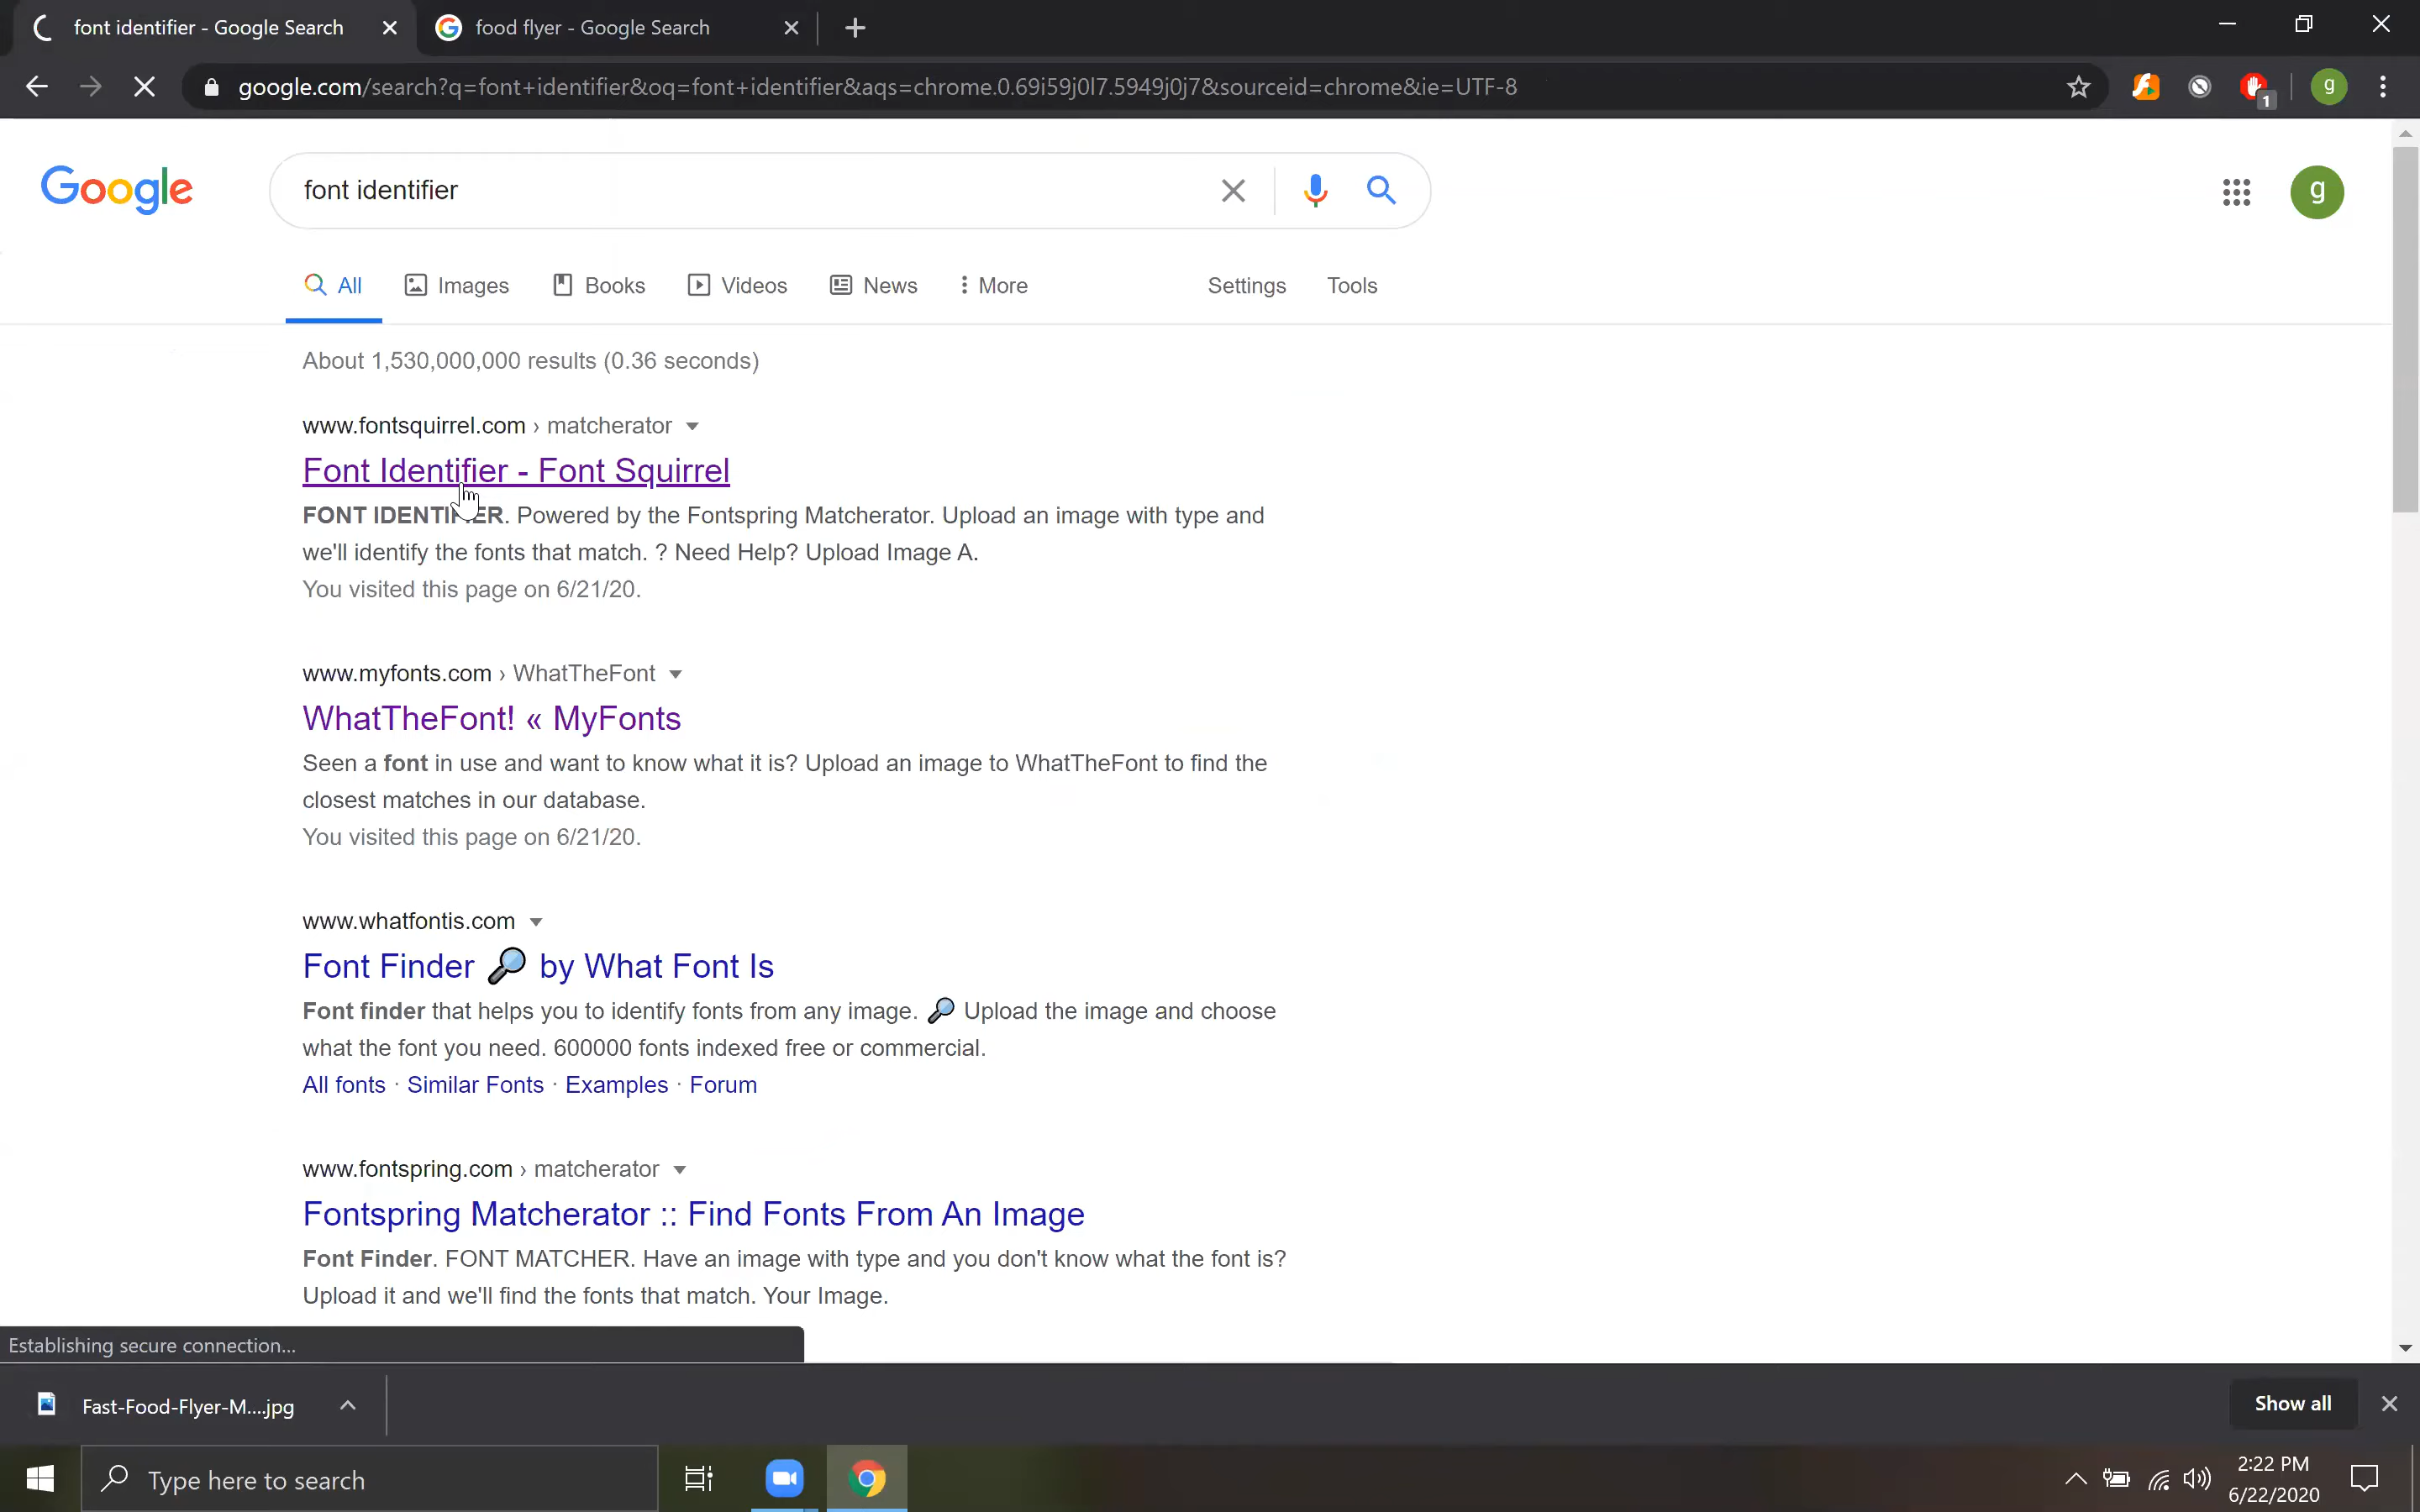 font identifier - Google Search
food flyer - Google Search
google.com/search?q=font+identifier&oq=font+identifier&aqs=chrome.0.69i59j0l7.5949j0j7&sourceid=chrome&ie=UTF-8
1
g
Google
font identifier
g
All
Images
Books
Videos
News
More
Settings
Tools
About 1,530,000,000 results (0.36 seconds)
www.fontsquirrel.com › matcherator
Font Identifier - Font Squirrel
FONT IDENTIFIER. Powered by the Fontspring Matcherator. Upload an image with type and
we'll identify the fonts that match. ? Need Help? Upload Image A.
You visited this page on 6/21/20.
www.myfonts.com › WhatTheFont
WhatTheFont! « MyFonts
Seen a font in use and want to know what it is? Upload an image to WhatTheFont to find the
closest matches in our database.
You visited this page on 6/21/20.
www.whatfontis.com
Font Finder 🔎 by What Font Is
Font finder that helps you to identify fonts from any image. 🔎 Upload the image and choose
what the font you need. 600000 fonts indexed free or commercial.
All fonts · Similar Fonts · Examples · Forum
www.fontspring.com › matcherator
Fontspring Matcherator :: Find Fonts From An Image
Font Finder. FONT MATCHER. Have an image with type and you don't know what the font is?
Upload it and we'll find the fonts that match. Your Image.
Establishing secure connection...
Fast-Food-Flyer-M....jpg
Show all
Type here to search
2:22 PM
6/22/2020